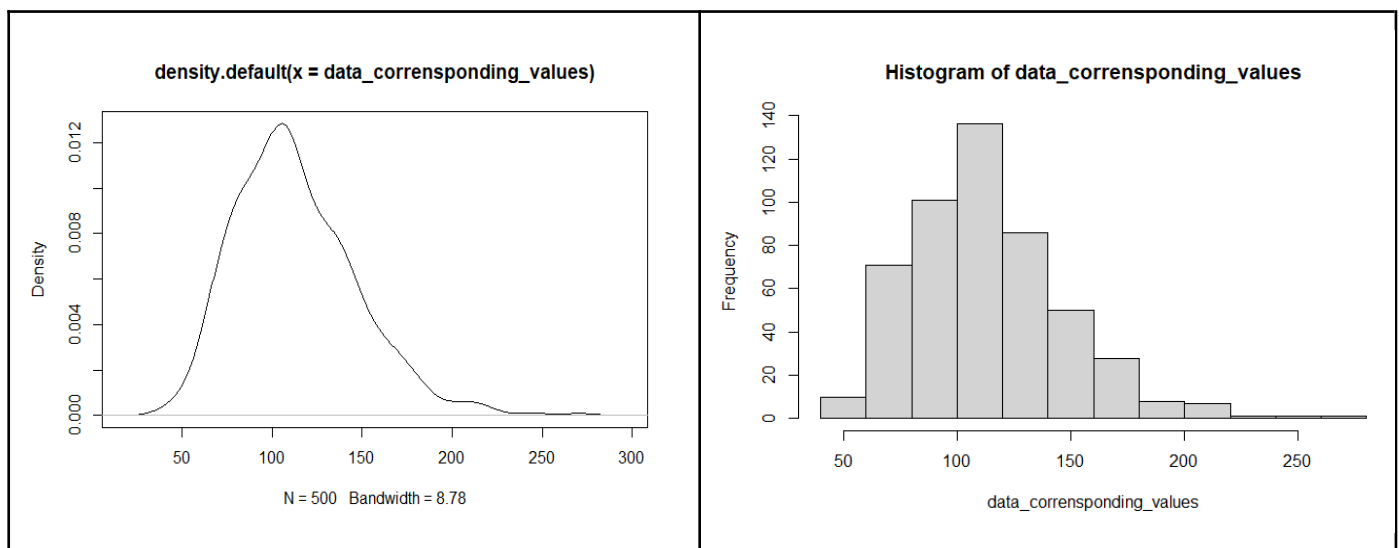 density.default(x = data_corrensponding_values)
0.012
0.008
0.004
0.000
Density
50 100 150 200 250 300
N = 500 Bandwidth = 8.78
Histogram of data_corrensponding_values
140
120
100
80
60
40
20
0
Frequency
50 100 150 200 250
data_corrensponding_values